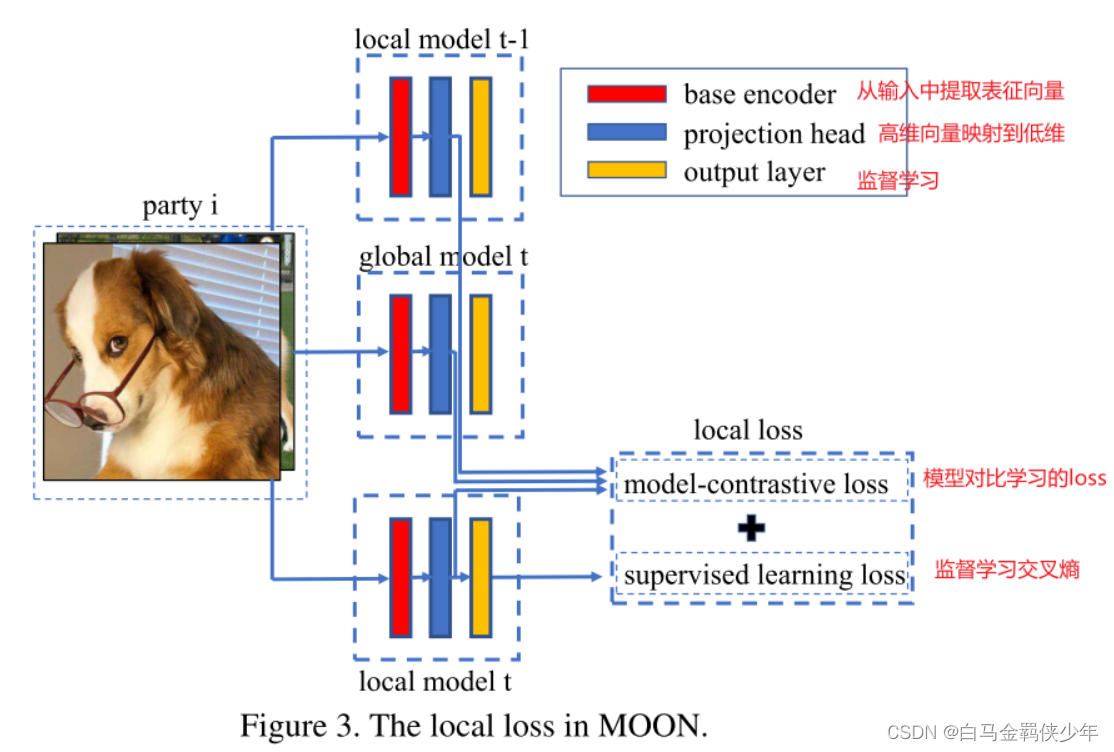 local model t-1
base encoder 从输入中提取表征向量
projection head 高维向量映射到低维
output layer 监督学习
party i
global model t
local loss
model-contrastive loss 模型对比学习的loss
supervised learning loss 监督学习交叉熵
local model t
Figure 3. The local loss in MOON.
CSDN @白马金羁侠少年